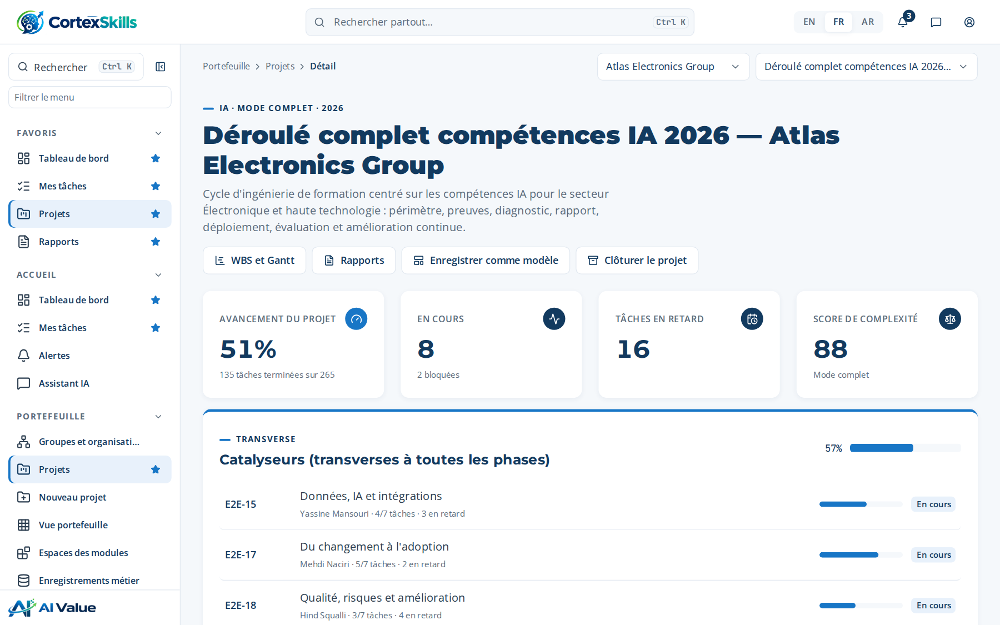 CortexSkills
Rechercher partout...
Ctrl K
EN
FR
AR
3
Rechercher
Ctrl K
Filtrer le menu
FAVORIS
Tableau de bord
Mes tâches
Projets
Rapports
ACCUEIL
Tableau de bord
Mes tâches
Alertes
Assistant IA
PORTEFEUILLE
Groupes et organisati...
Projets
Nouveau projet
Vue portefeuille
Espaces des modules
Enregistrements métier
AI Value
Portefeuille > Projets > Détail
Atlas Electronics Group
Déroulé complet compétences IA 2026...
IA · MODE COMPLET · 2026
Déroulé complet compétences IA 2026 — Atlas
Electronics Group
Cycle d'ingénierie de formation centré sur les compétences IA pour le secteur
Électronique et haute technologie : périmètre, preuves, diagnostic, rapport,
déploiement, évaluation et amélioration continue.
WBS et Gantt
Rapports
Enregistrer comme modèle
Clôturer le projet
AVANCEMENT DU PROJET
51%
135 tâches terminées sur 265
EN COURS
8
2 bloquées
TÂCHES EN RETARD
16
SCORE DE COMPLEXITÉ
88
Mode complet
TRANSVERSE
Catalyseurs (transverses à toutes les phases)
57%
E2E-15
Données, IA et intégrations
Yassine Mansouri · 4/7 tâches · 3 en retard
En cours
E2E-17
Du changement à l'adoption
Mehdi Naciri · 5/7 tâches · 2 en retard
En cours
E2E-18
Qualité, risques et amélioration
Hind Squalli · 3/7 tâches · 4 en retard
En cours